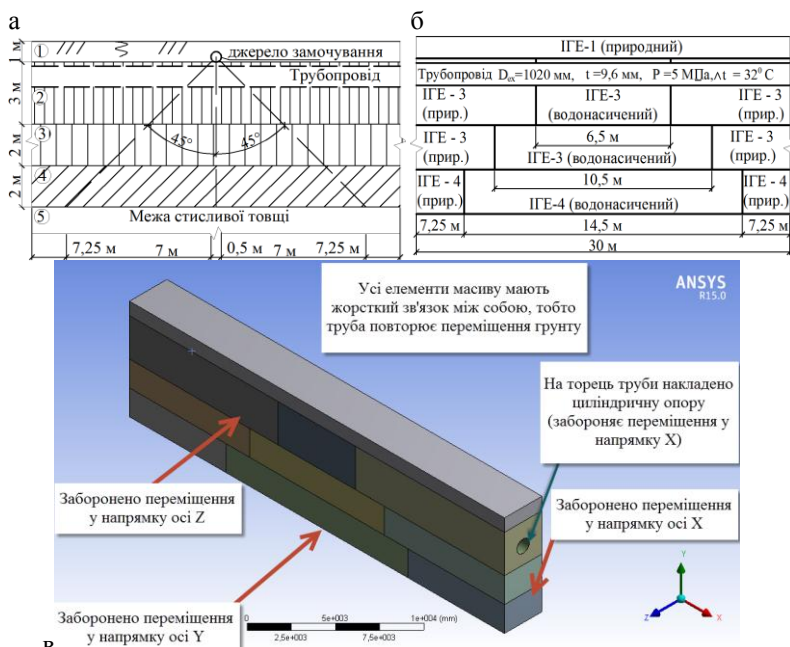 а
①
джерело замочування
1 м
Трубопровід
3 м
②
③
45°
45°
2 м
④
2 м
⑤
Межа стисливої товщі
7,25 м
7 м
0,5 м
7 м
7,25 м
б
ІГЕ-1 (природний)
Трубопровід Dₑₓ=1020 мм, t =9,6 мм, P =5 МПа,∧t = 32⁰ C
ІГЕ - 3
(прир.)
ІГЕ-3
(водонасичений)
ІГЕ - 3
(прир.)
6,5 м
ІГЕ - 3
(прир.)
ІГЕ-3 (водонасичений)
ІГЕ - 3
(прир.)
10,5 м
ІГЕ - 4
(прир.)
ІГЕ-4 (водонасичений)
ІГЕ - 4
(прир.)
7,25 м
14,5 м
7,25 м
30 м
Усі елементи масиву мають
жорсткий зв'язок між собою, тобто
труба повторює переміщення грунту
ANSYS
R15.0
На торець труби накладено
циліндричну опору
(забороняє переміщення у
напрямку X)
Заборонено переміщення
у напрямку осі Z
Заборонено переміщення
у напрямку осі X
Заборонено переміщення
у напрямку осі Y
0
1e+004 (mm)
2,5e+003
7,5e+003
Y
Z
X
в